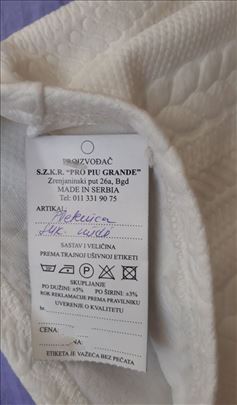 PROIZVOĐAČ
S.Z.K.R. "PRO PIU GRANDE"
Zrenjaninski put 26a, Bgd
MADE IN SERBIA
Tel: 011 331 90 75
ARTIKAL:
SASTAV I VELIČINA
PREMA TRAJNOJ UŠIVNOJ ETIKETI
P
SKUPLJANJE
PO DUŽINI: ±5% PO ŠIRINI: ±3%
ROK REKLAMACIJE PREMA PRAVILNIKU
UVERENJE O KVALITETU
br.
CENA:
ETIKETA JE VAŽEĆA BEZ PEČATA